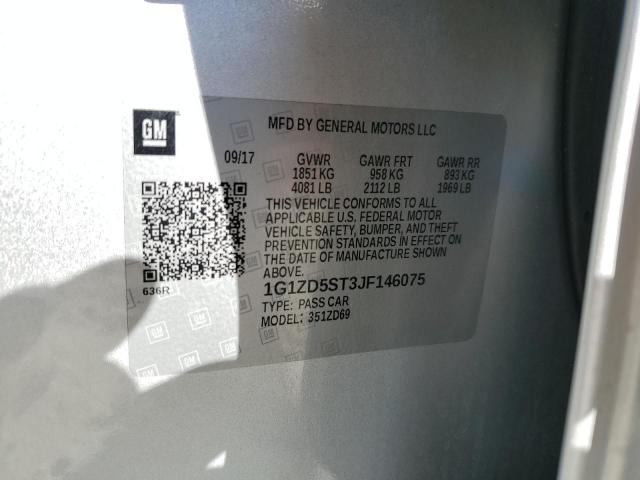 GM
MFD BY GENERAL MOTORS LLC
09/17 GVWR GAWR FRT GAWR RR
1851 KG 958 KG 893 KG
4081 LB 2112 LB 1969 LB
THIS VEHICLE CONFORMS TO ALL
APPLICABLE U.S. FEDERAL MOTOR
VEHICLE SAFETY, BUMPER, AND THEFT
PREVENTION STANDARDS IN EFFECT ON
THE DATE OF MANUFACTURE SHOWN
ABOVE.
636R
1G1ZD5ST3JF146075
TYPE: PASS CAR
MODEL: 351ZD69